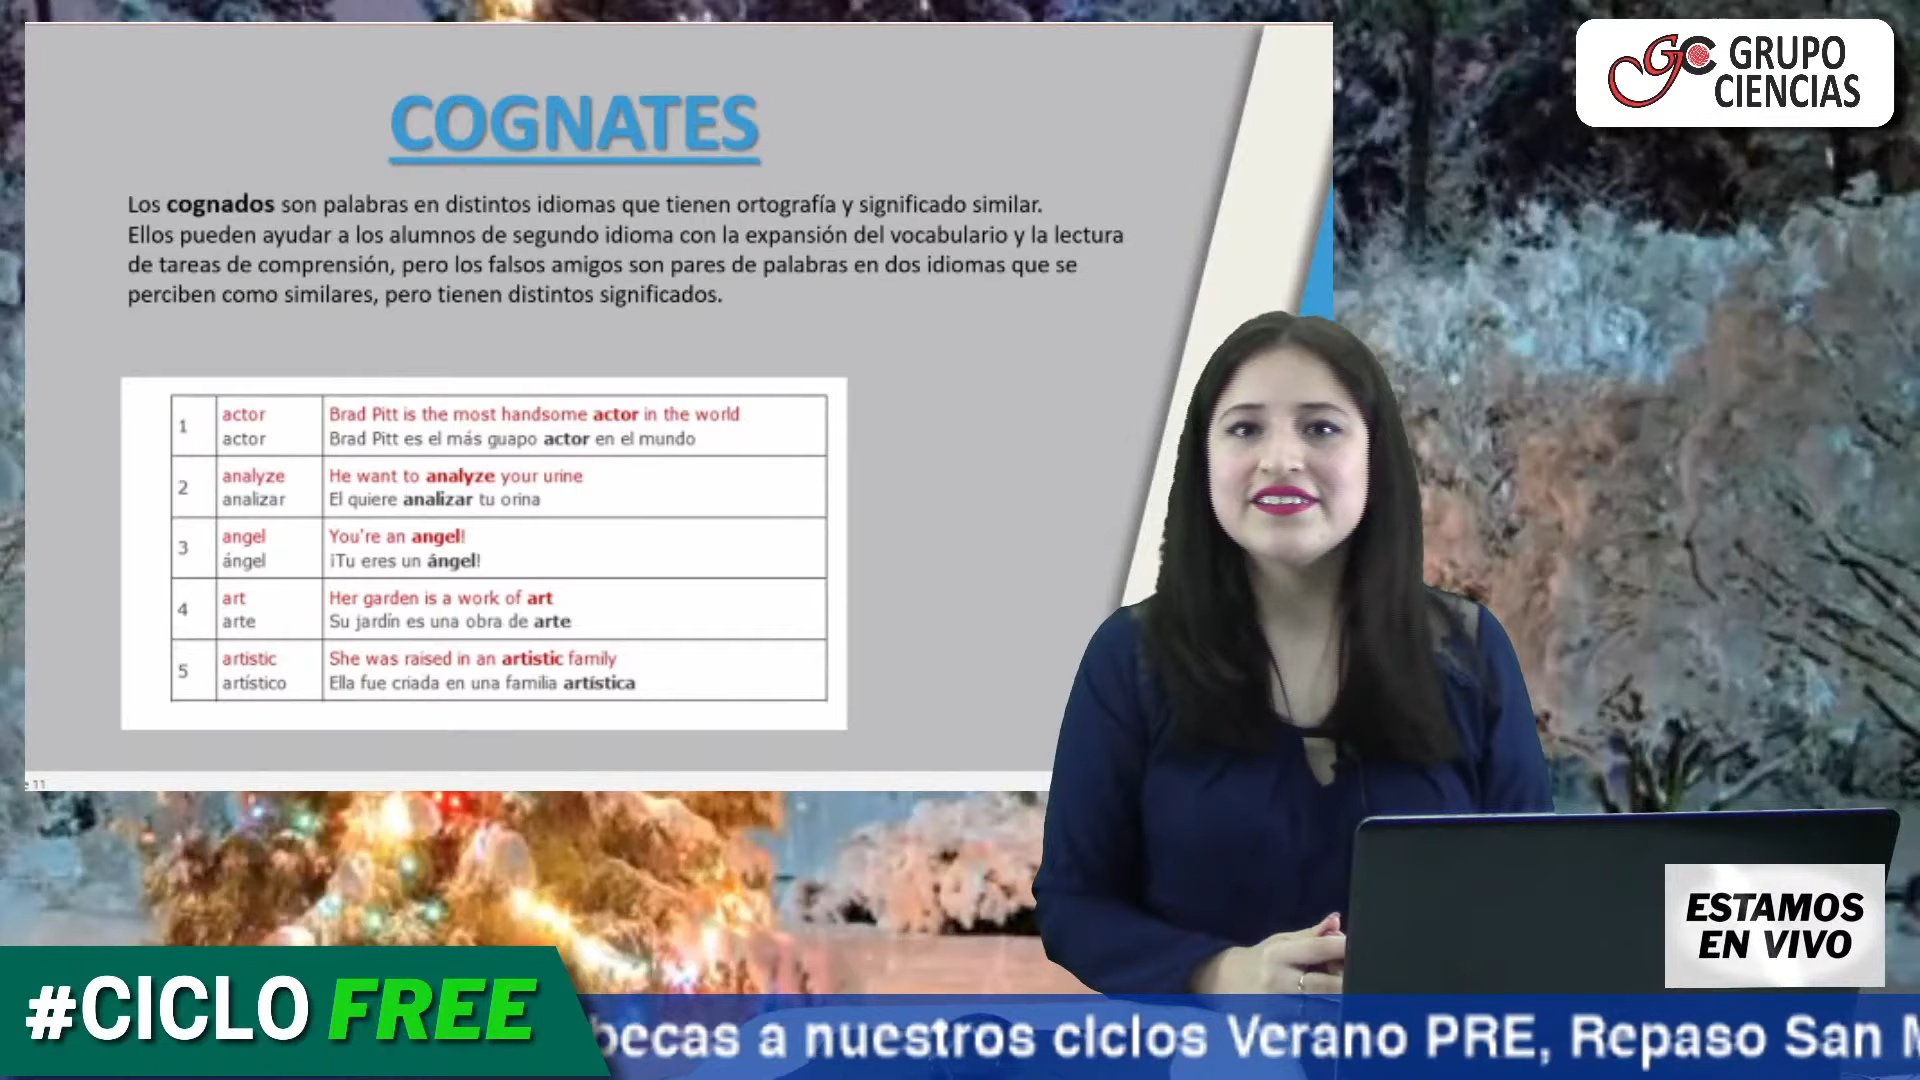 COGNATES
Los cognados son palabras en distintos idiomas que tienen ortografía y significado similar.
Ellos pueden ayudar a los alumnos de segundo idioma con la expansión del vocabulario y la lectura
de tareas de comprensión, pero los falsos amigos son pares de palabras en dos idiomas que se
perciben como similares, pero tienen distintos significados.
1
actor
actor
Brad Pitt is the most handsome actor in the world
Brad Pitt es el más guapo actor en el mundo
2
analyze
analizar
He want to analyze your urine
El quiere analizar tu orina
3
angel
ángel
You're an angel!
¡Tu eres un ángel!
4
art
arte
Her garden is a work of art
Su jardín es una obra de arte
5
artistic
artístico
She was raised in an artistic family
Ella fue criada en una familia artística
11
GC GRUPO
CIENCIAS
ESTAMOS
EN VIVO
#CICLO FREE
becas a nuestros ciclos Verano PRE, Repaso San